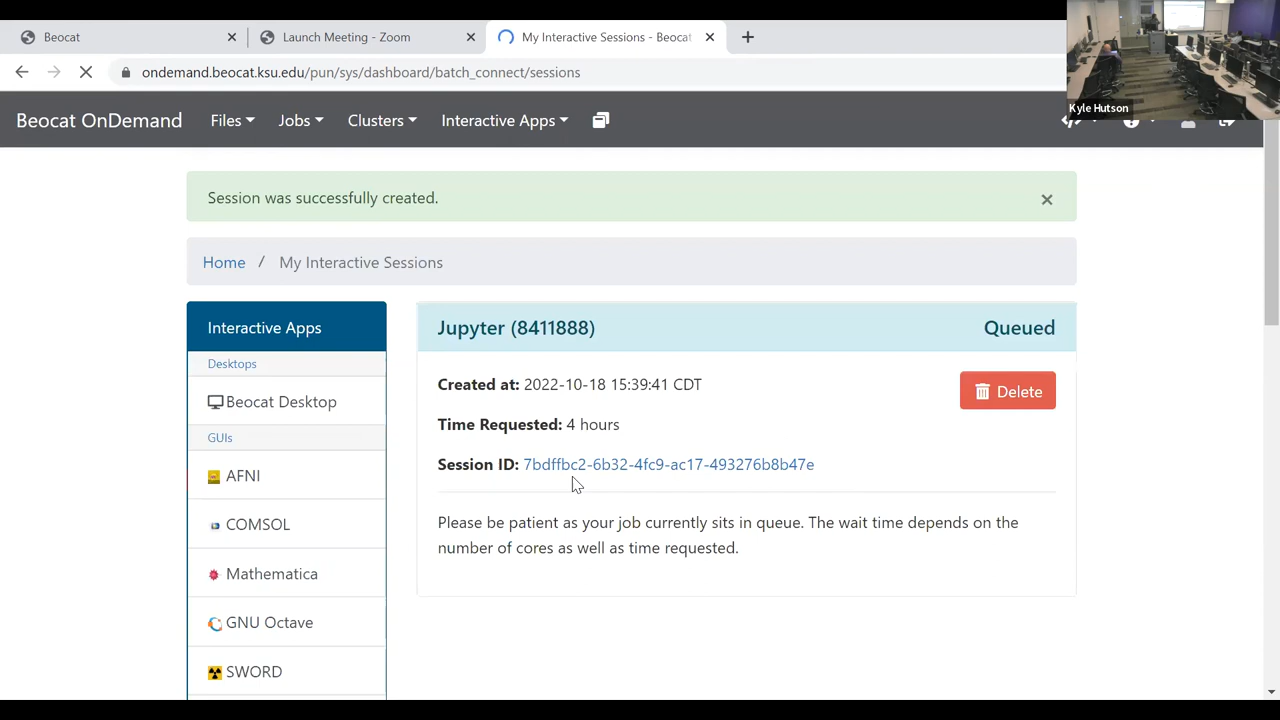 Beocat
Launch Meeting - Zoom
My Interactive Sessions - Beocat
ondemand.beocat.ksu.edu/pun/sys/dashboard/batch_connect/sessions
Kyle Hutson
Beocat OnDemand Files Jobs Clusters Interactive Apps
Session was successfully created.
Home / My Interactive Sessions
Interactive Apps
Desktops
Beocat Desktop
GUIs
AFNI
COMSOL
Mathematica
GNU Octave
SWORD
Jupyter (8411888) Queued
Created at: 2022-10-18 15:39:41 CDT
Delete
Time Requested: 4 hours
Session ID: 7bdffbc2-6b32-4fc9-ac17-493276b8b47e
Please be patient as your job currently sits in queue. The wait time depends on the
number of cores as well as time requested.